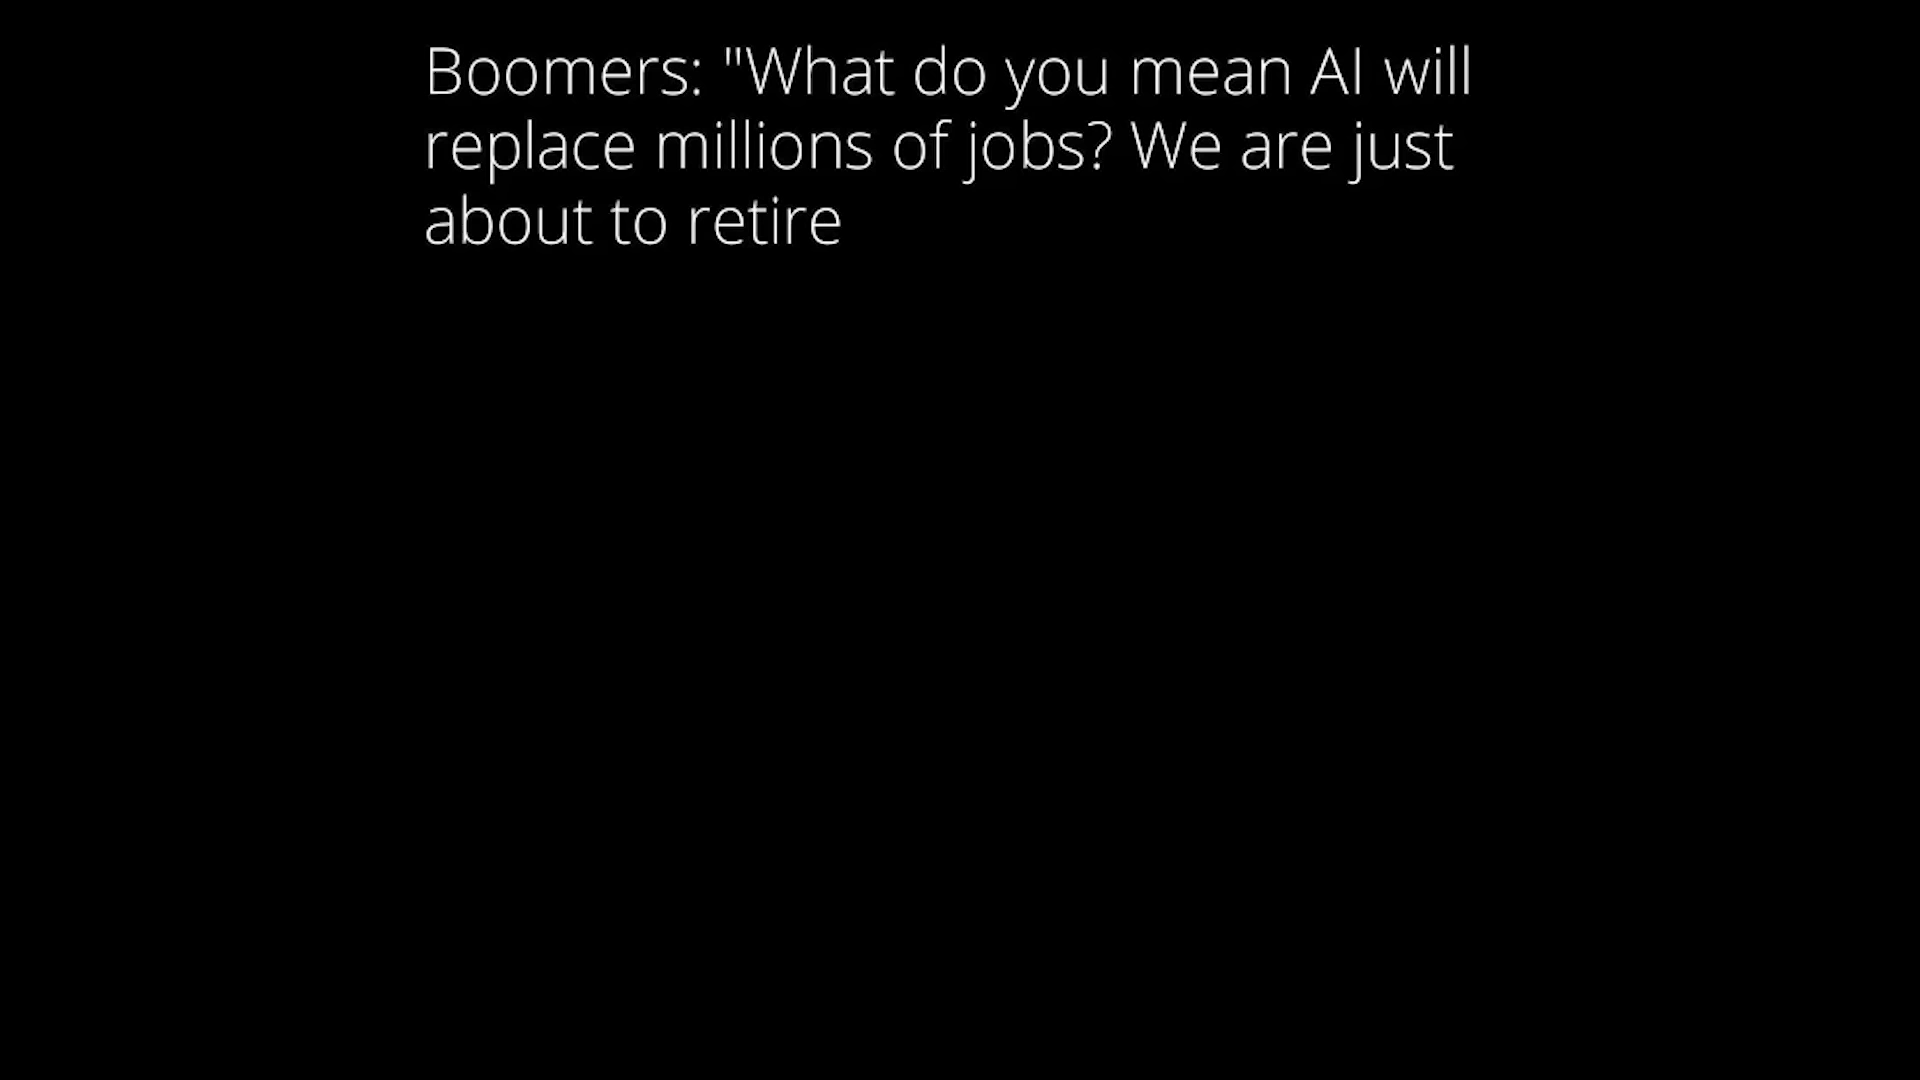 Boomers: "What do you mean AI will
replace millions of jobs? We are just
about to retire